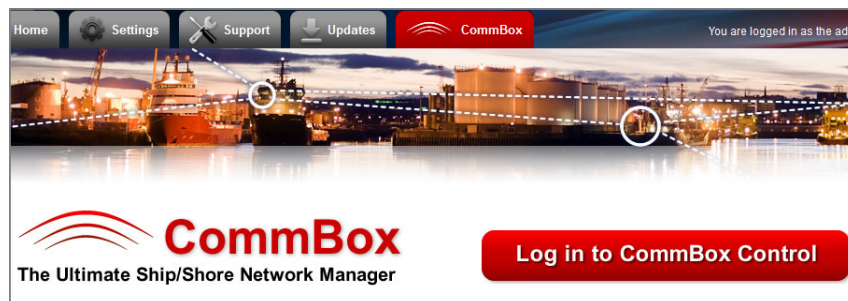 Home Settings Support Updates CommBox You are logged in as the ad
CommBox
Log in to CommBox Control
The Ultimate Ship/Shore Network Manager